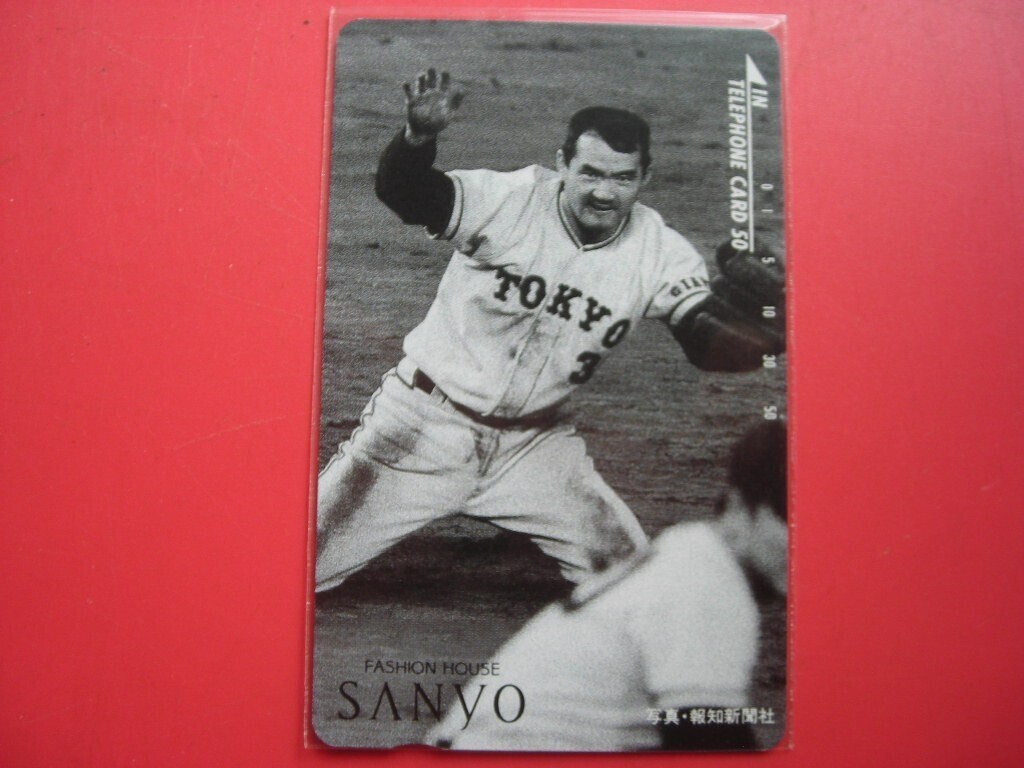 IN
TELEPHONE CARD 50
0
1
5
10
30
50
TOKYO
3
FASHION HOUSE
SANYO
写真・報知新聞社